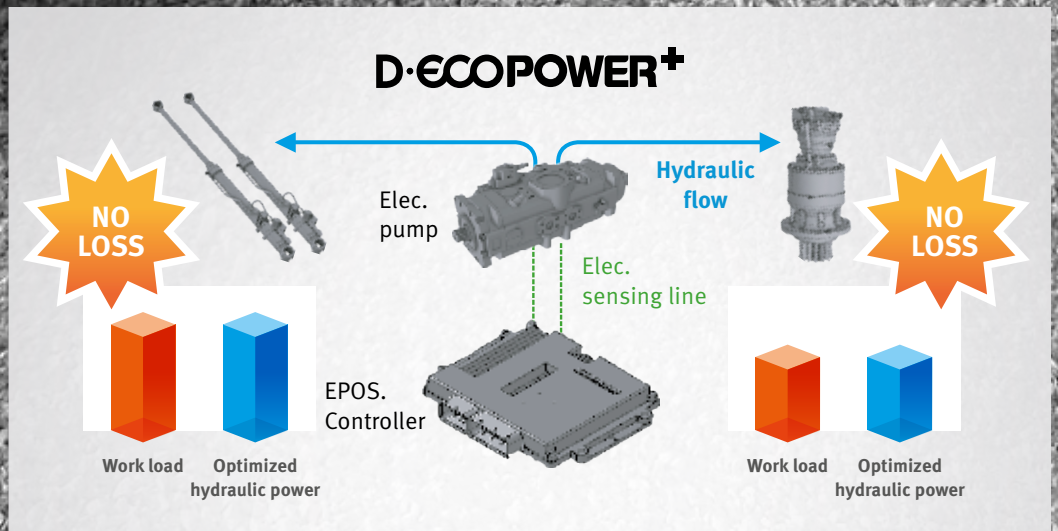 D·ECOPOWER+
Hydraulic
flow
NO
LOSS
Elec.
pump
NO
LOSS
Elec.
sensing line
EPOS.
Controller
Work load
Optimized
hydraulic power
Work load
Optimized
hydraulic power